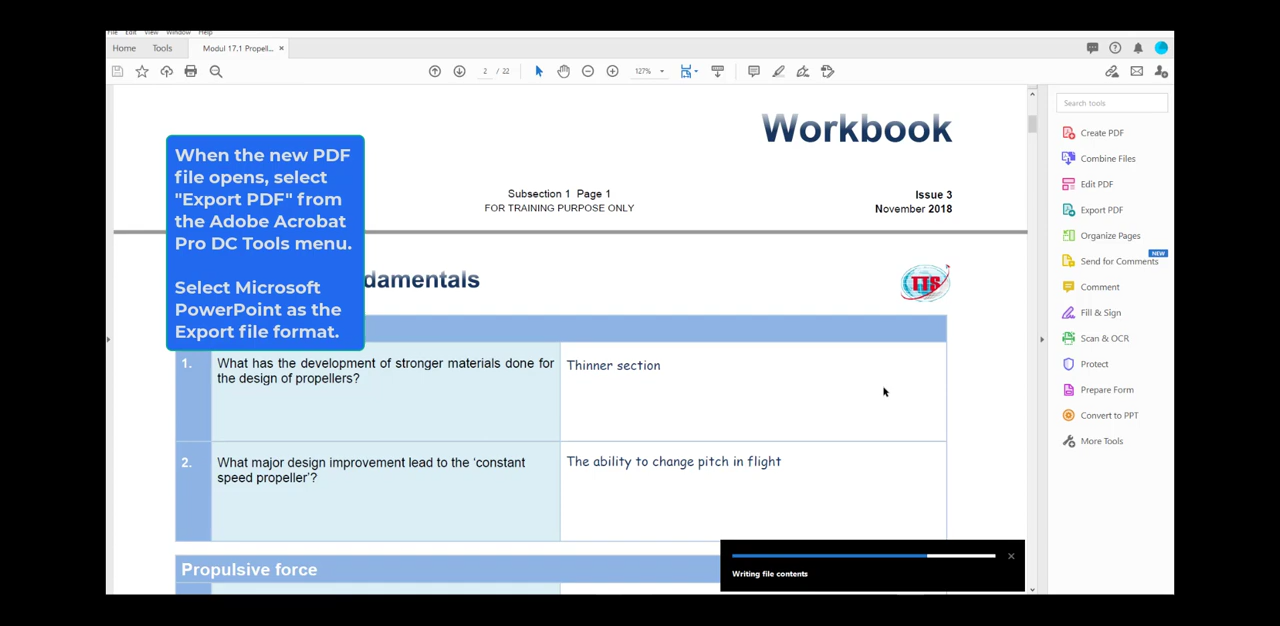 File Edit View Window Help
Home Tools Modul 17.1 Propell... ×
2 / 22 127%
Workbook
Subsection 1 Page 1
FOR TRAINING PURPOSE ONLY
Issue 3
November 2018
When the new PDF
file opens, select
"Export PDF" from
the Adobe Acrobat
Pro DC Tools menu.
Select Microsoft
PowerPoint as the
Export file format.
damentals
TTS
1. What has the development of stronger materials done for
the design of propellers?
Thinner section
2. What major design improvement lead to the ‘constant
speed propeller’?
The ability to change pitch in flight
Propulsive force
Writing file contents
Search tools
Create PDF
Combine Files
Edit PDF
Export PDF
Organize Pages
NEW
Send for Comments
Comment
Fill & Sign
Scan & OCR
Protect
Prepare Form
Convert to PPT
More Tools